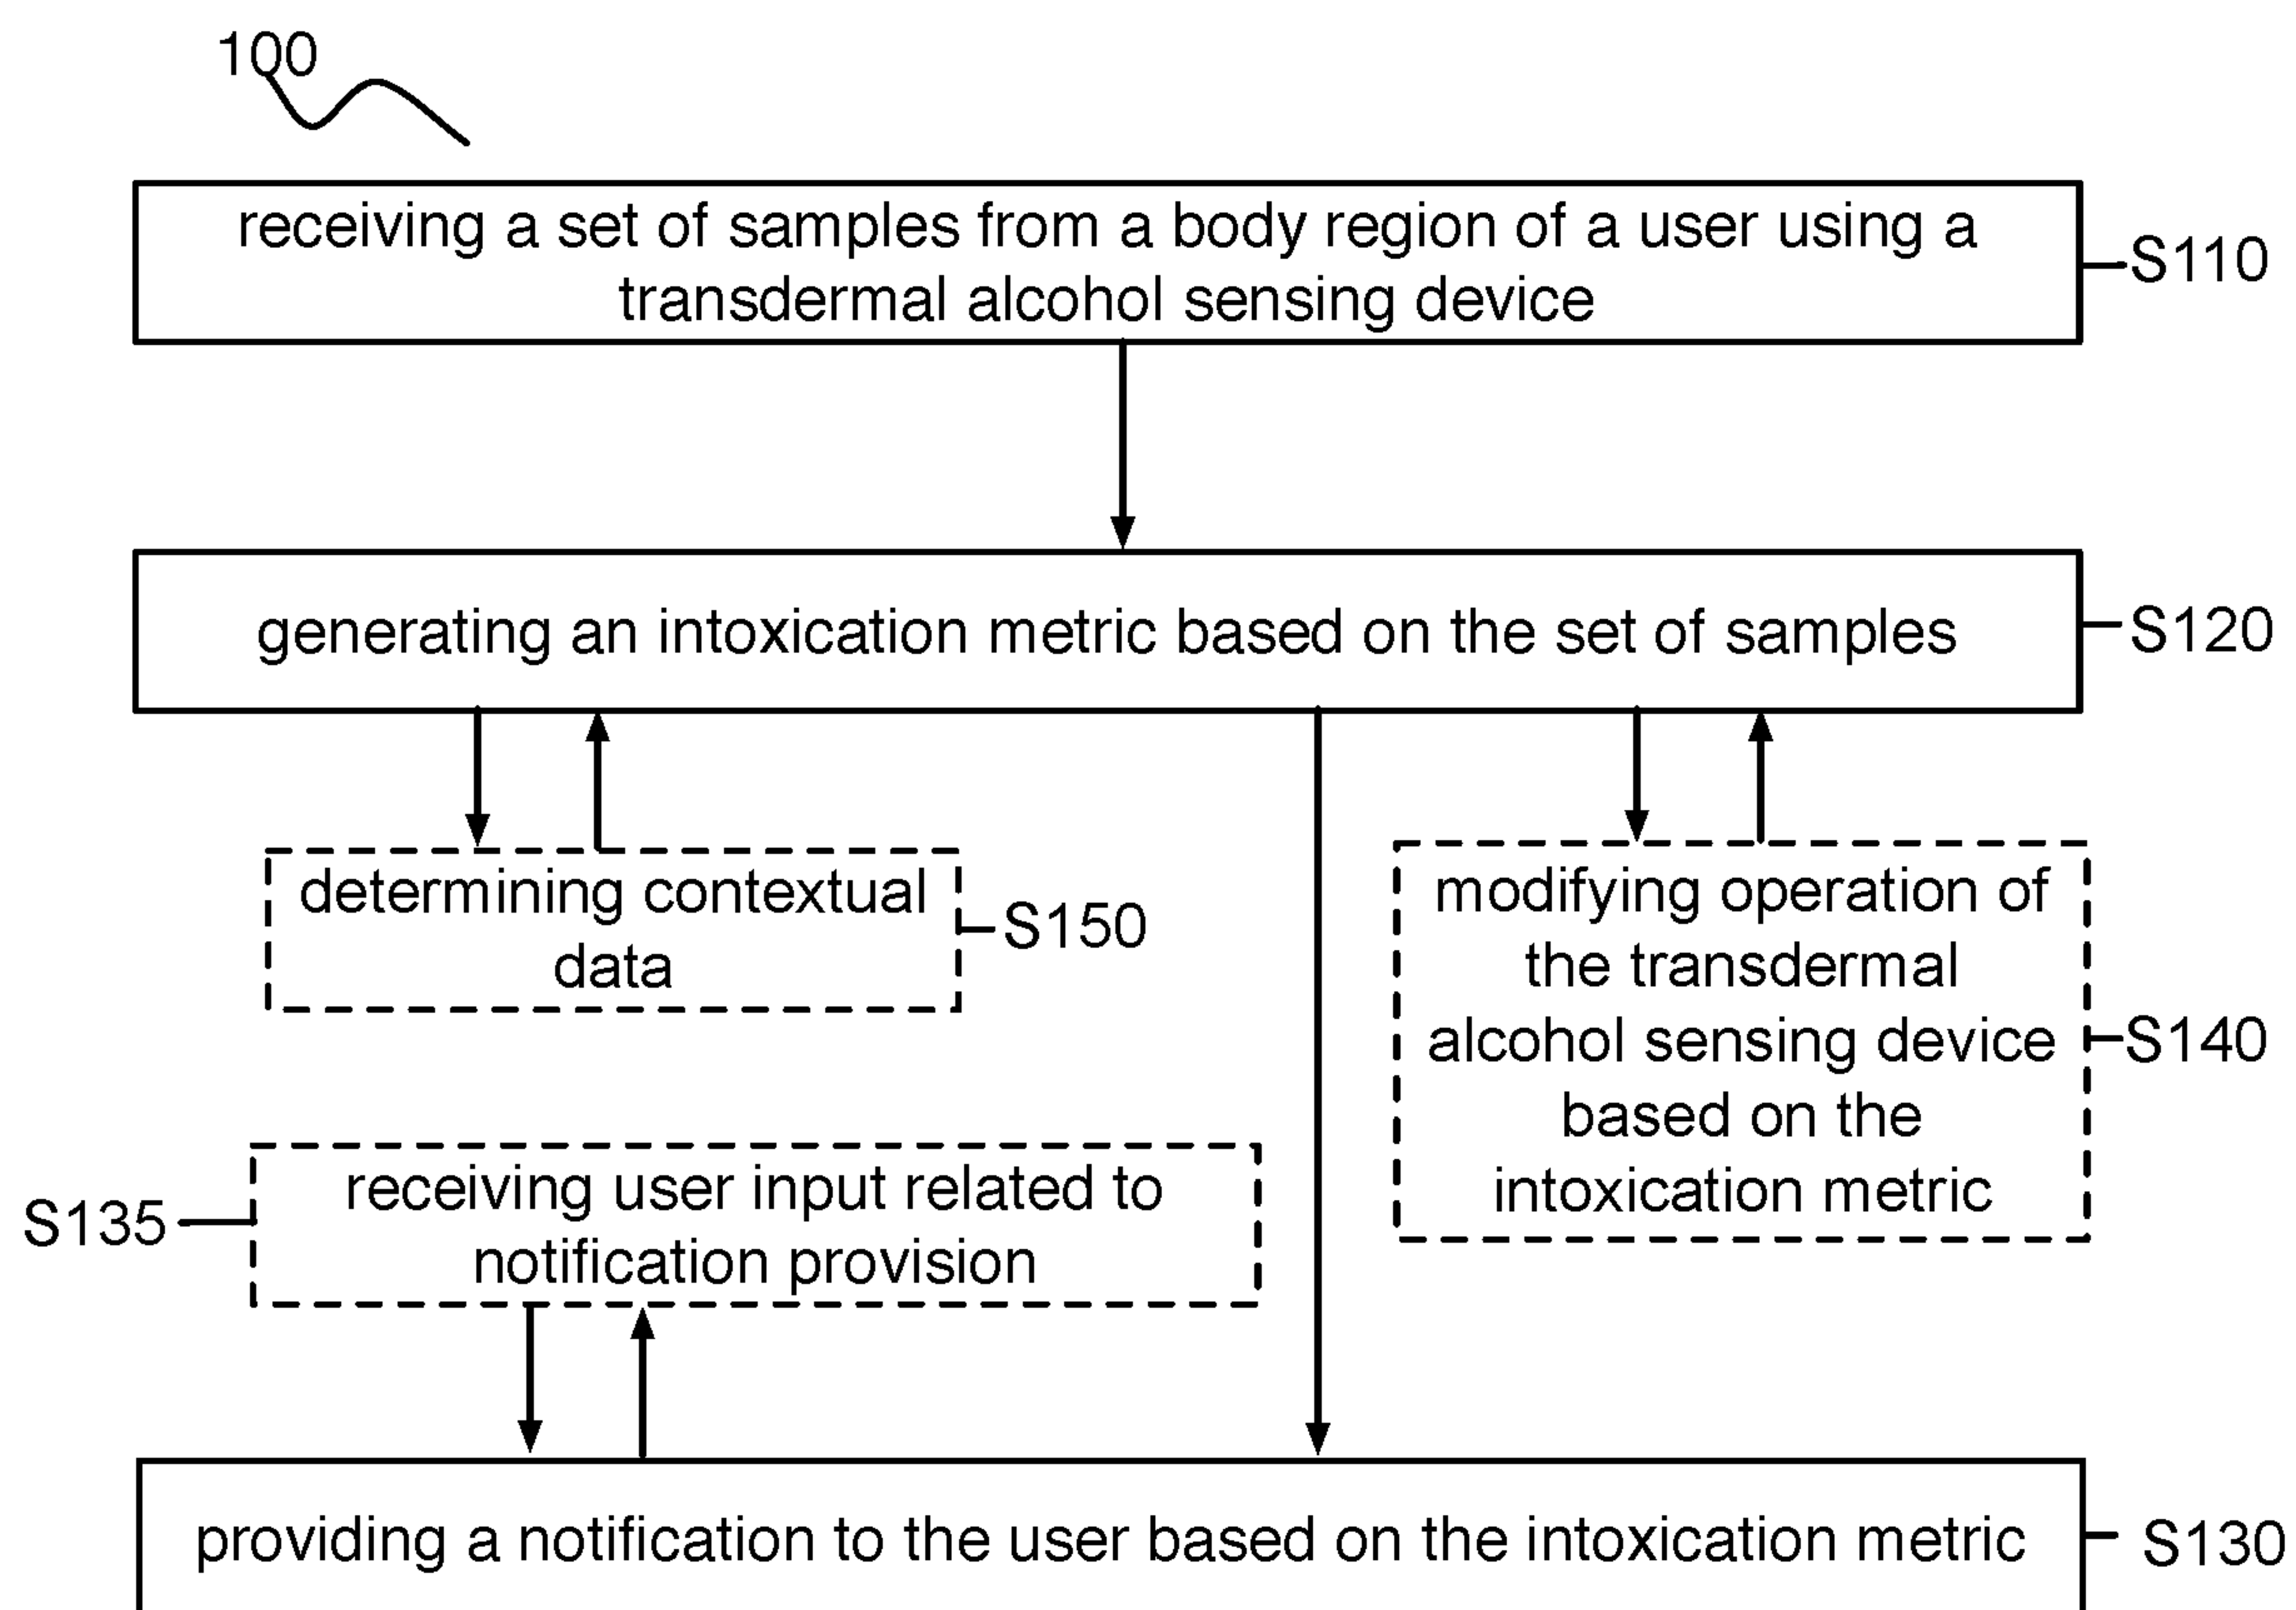 100
receiving a set of samples from a body region of a user using a
transdermal alcohol sensing device
S110
generating an intoxication metric based on the set of samples
S120
determining contextual
data
S150
modifying operation of
the transdermal
alcohol sensing device
based on the
intoxication metric
S140
S135
receiving user input related to
notification provision
providing a notification to the user based on the intoxication metric
S130